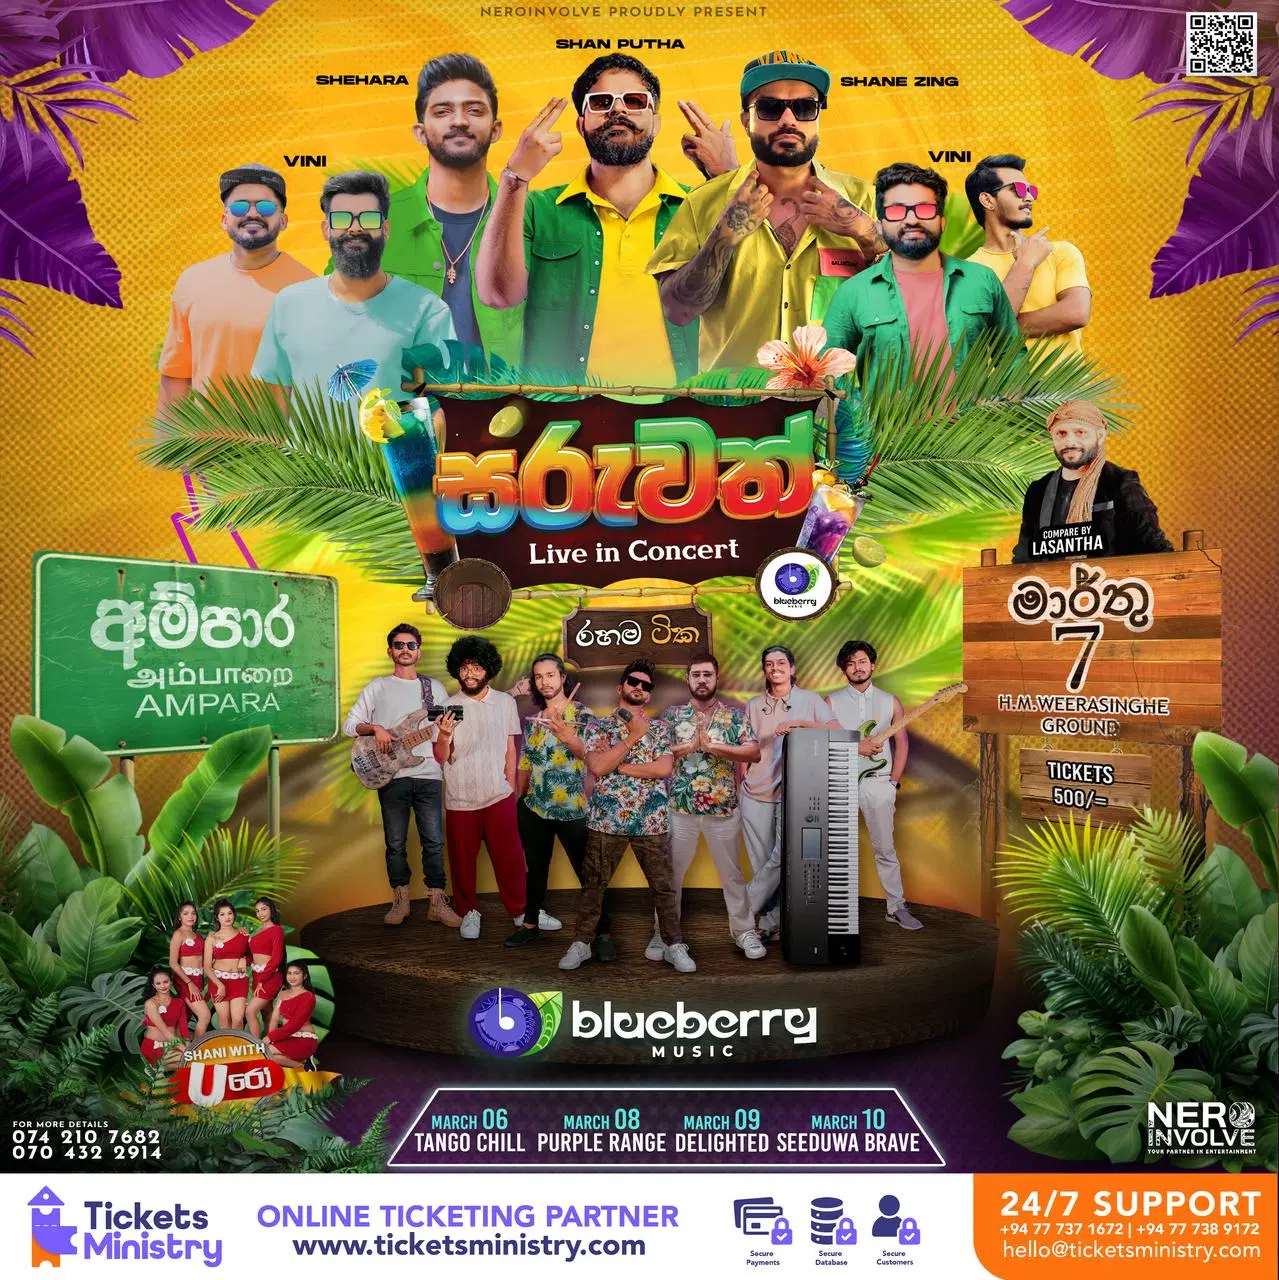 NEROINVOLVE PROUDLY PRESENT
SHAN PUTHA
SHEHARA
SHANE ZING
VINI
VINI
VANS
සරුවත්
Live in Concert
blueberry
MUSIC
රහම ටික
COMPARE BY
LASANTHA
අම්පාර
அம்பாறை
AMPARA
මාර්තු
7
H.M.WEERASINGHE
GROUND
TICKETS
500/=
blueberry
MUSIC
SHANI WITH
Uරෝ
MARCH 06
TANGO CHILL
MARCH 08
PURPLE RANGE
MARCH 09
DELIGHTED
MARCH 10
SEEDUWA BRAVE
FOR MORE DETAILS
074 210 7682
070 432 2914
NERO
INVOLVE
YOUR PARTNER IN ENTERTAINMENT
Tickets
Ministry
ONLINE TICKETING PARTNER
www.ticketsministry.com
Secure
Payments
Secure
Database
Secure
Customers
24/7 SUPPORT
+94 77 737 1672 | +94 77 738 9172
hello@ticketsministry.com